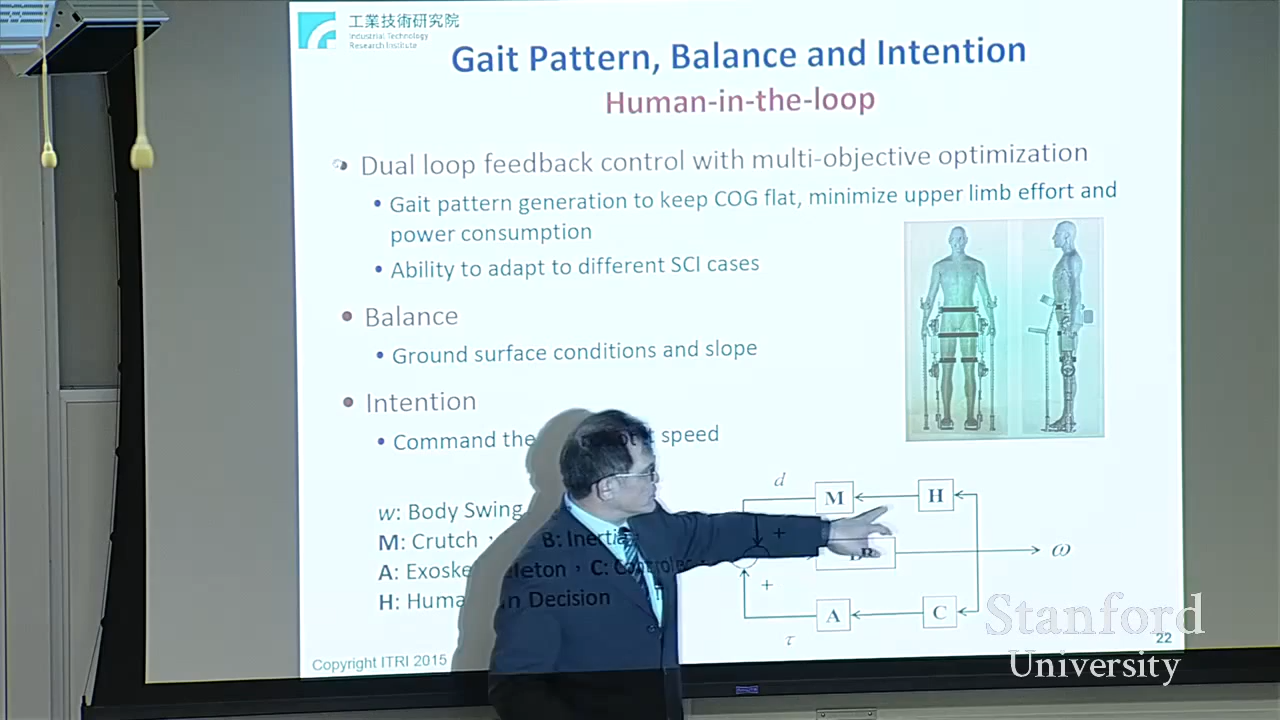 工業技術研究院
Industrial Technology
Research Institute
Gait Pattern, Balance and Intention
Human-in-the-loop
Dual loop feedback control with multi-objective optimization
• Gait pattern generation to keep COG flat, minimize upper limb effort and
power consumption
• Ability to adapt to different SCI cases
• Balance
• Ground surface conditions and slope
• Intention
• Command the speed
w: Body Swing
M: Crutch, B: Inertia
A: Exoske leton, C:
H: Huma n Decision
d
M
H
+
ω
+
A
C
τ
Copyright ITRI 2015
22
Stanford
University